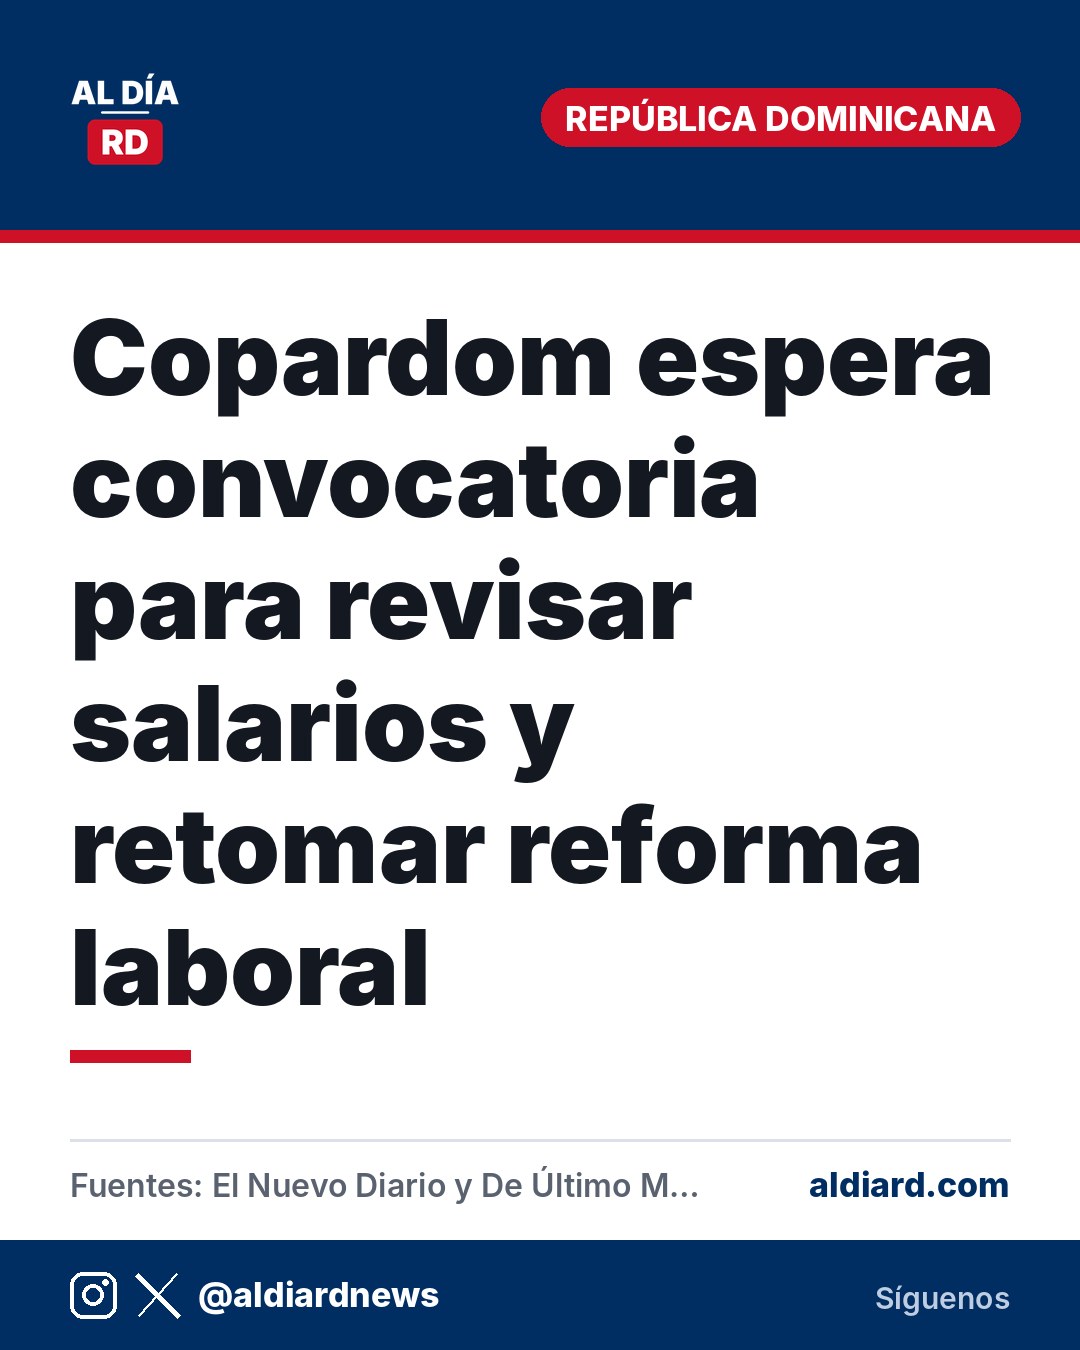 AL DÍA
RD
REPÚBLICA DOMINICANA
Copardom espera
convocatoria
para revisar
salarios y
retomar reforma
laboral
Fuentes: El Nuevo Diario y De Último M...
aldiard.com
@aldiardnews
Síguenos